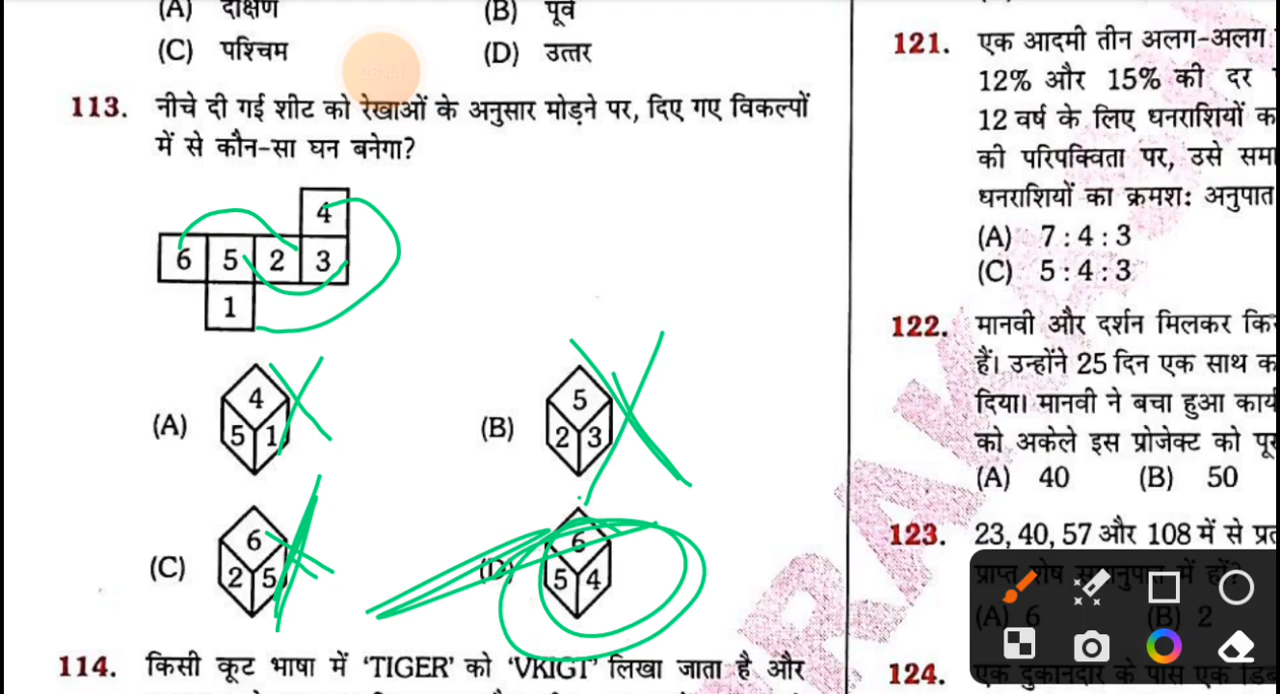 (A) दक्षिण (B) पूर्व
(C) पश्चिम (D) उत्तर
113. नीचे दी गई शीट को रेखाओं के अनुसार मोड़ने पर, दिए गए विकल्पों
में से कौन-सा घन बनेगा?
4
6 5 2 3
1
(A) 4 5 1
(B) 5 2 3
(C) 6 2 5
(D) 6 5 4
114. किसी कूट भाषा में ‘TIGER’ को ‘VKIGT’ लिखा जाता है और
121. एक आदमी तीन अलग-अलग
12% और 15% की दर
12 वर्ष के लिए धनराशियों क
की परिपक्विता पर, उसे समा
धनराशियों का क्रमश: अनुपात
(A) 7 : 4 : 3
(C) 5 : 4 : 3
122. मानवी और दर्शन मिलकर कि
हैं। उन्होंने 25 दिन एक साथ क
दिया। मानवी ने बचा हुआ कार्य
को अकेले इस प्रोजेक्ट को पू
(A) 40 (B) 50
123. 23, 40, 57 और 108 में से प्रत
प्राप्त शेष में हों?
(A) 6 (B) 2
124. एक दुकानदार के पास एक